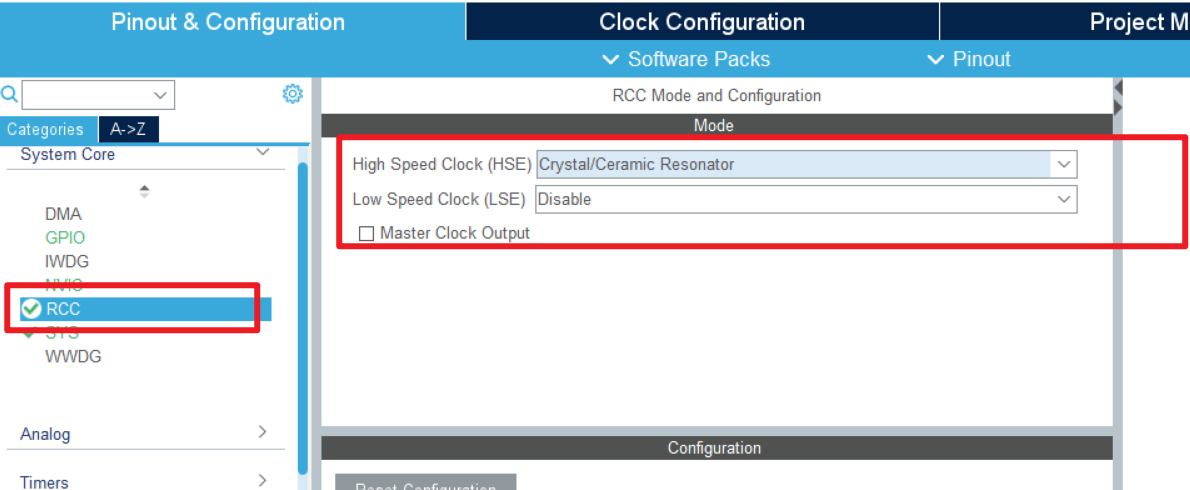 Pinout & Configuration Clock Configuration Project M
Software Packs Pinout
RCC Mode and Configuration
Categories A->Z
Mode
System Core
High Speed Clock (HSE) Crystal/Ceramic Resonator
Low Speed Clock (LSE) Disable
Master Clock Output
DMA
GPIO
IWDG
NVIC
RCC
SYS
WWDG
Analog
Configuration
Timers
Reset Configuration